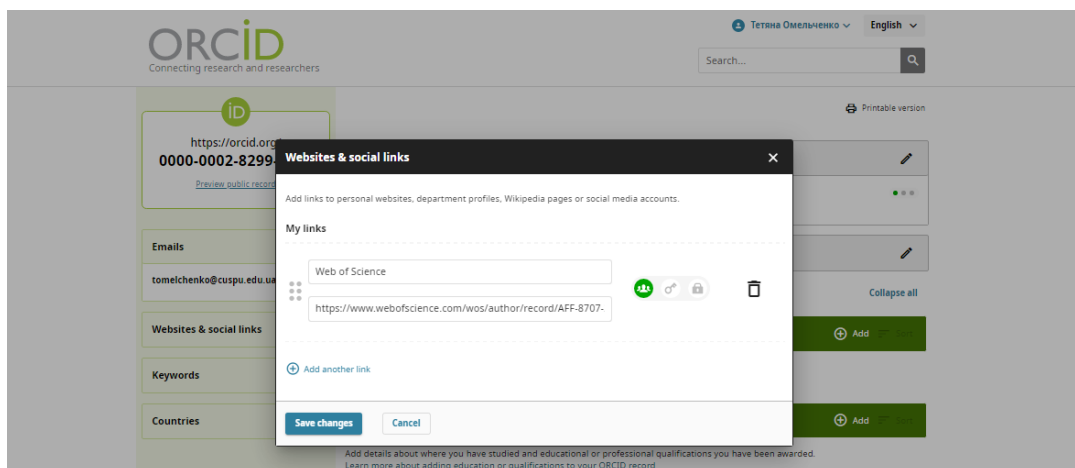 ORCID
Connecting research and researchers
Тетяна Омельченко
English
Search...
Printable version
iD
https://orcid.org
0000-0002-8299-
Preview public record
Websites & social links
Add links to personal websites, department profiles, Wikipedia pages or social media accounts.
My links
Web of Science
https://www.webofscience.com/wos/author/record/AFF-8707-
Add another link
Save changes
Cancel
Emails
tomelchenko@cuspu.edu.ua
Websites & social links
Keywords
Countries
Collapse all
Add Sort
Add Sort
Add details about where you have studied and educational or professional qualifications you have been awarded.
Learn more about adding education or qualifications to your ORCID record